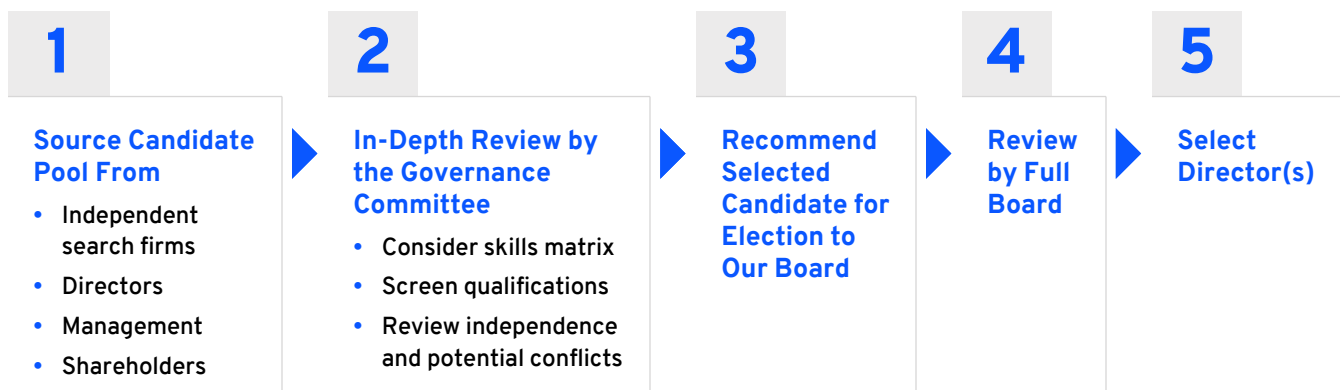 1
Source Candidate
Pool From
• Independent
search firms
• Directors
• Management
• Shareholders
2
In-Depth Review by
the Governance
Committee
• Consider skills matrix
• Screen qualifications
• Review independence
and potential conflicts
3
Recommend
Selected
Candidate for
Election to
Our Board
4
Review
by Full
Board
5
Select
Director(s)